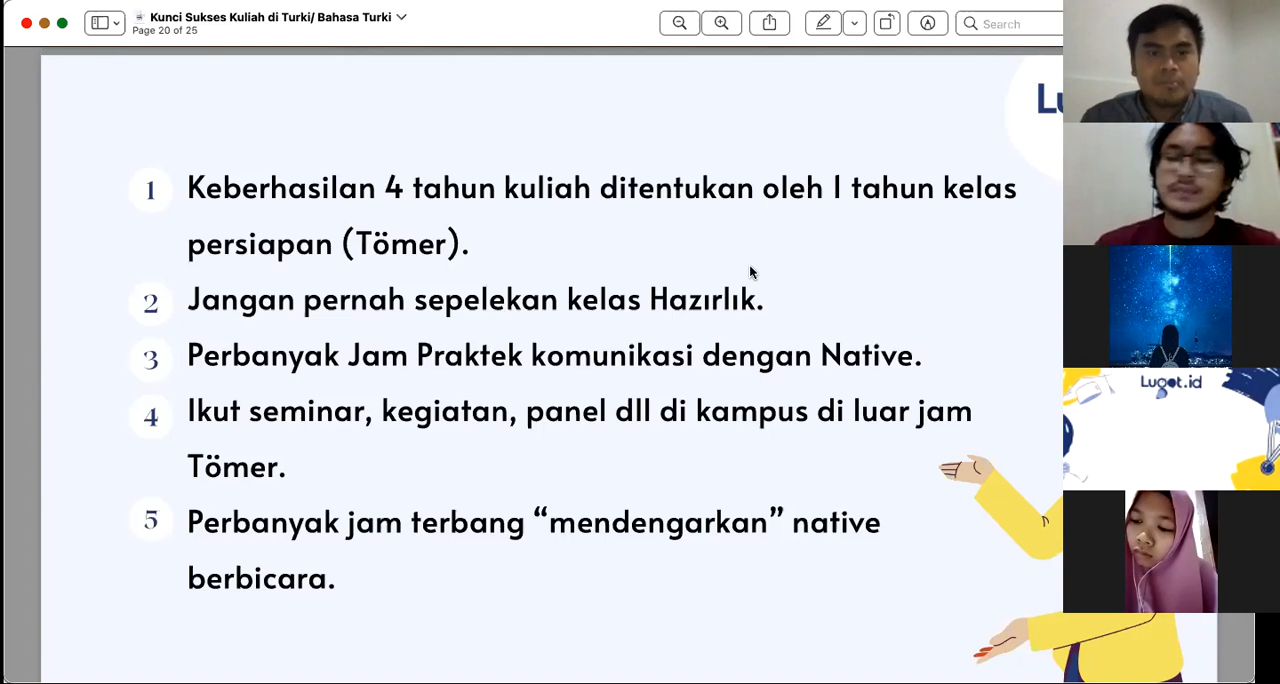 Kunci Sukses Kuliah di Turki/ Bahasa Turki
Page 20 of 25
Search
1 Keberhasilan 4 tahun kuliah ditentukan oleh 1 tahun kelas
persiapan (Tömer).
2 Jangan pernah sepelekan kelas Hazırlık.
3 Perbanyak Jam Praktek komunikasi dengan Native.
4 Ikut seminar, kegiatan, panel dll di kampus di luar jam
Tömer.
5 Perbanyak jam terbang “mendengarkan” native
berbicara.
Lu
Lugot.id